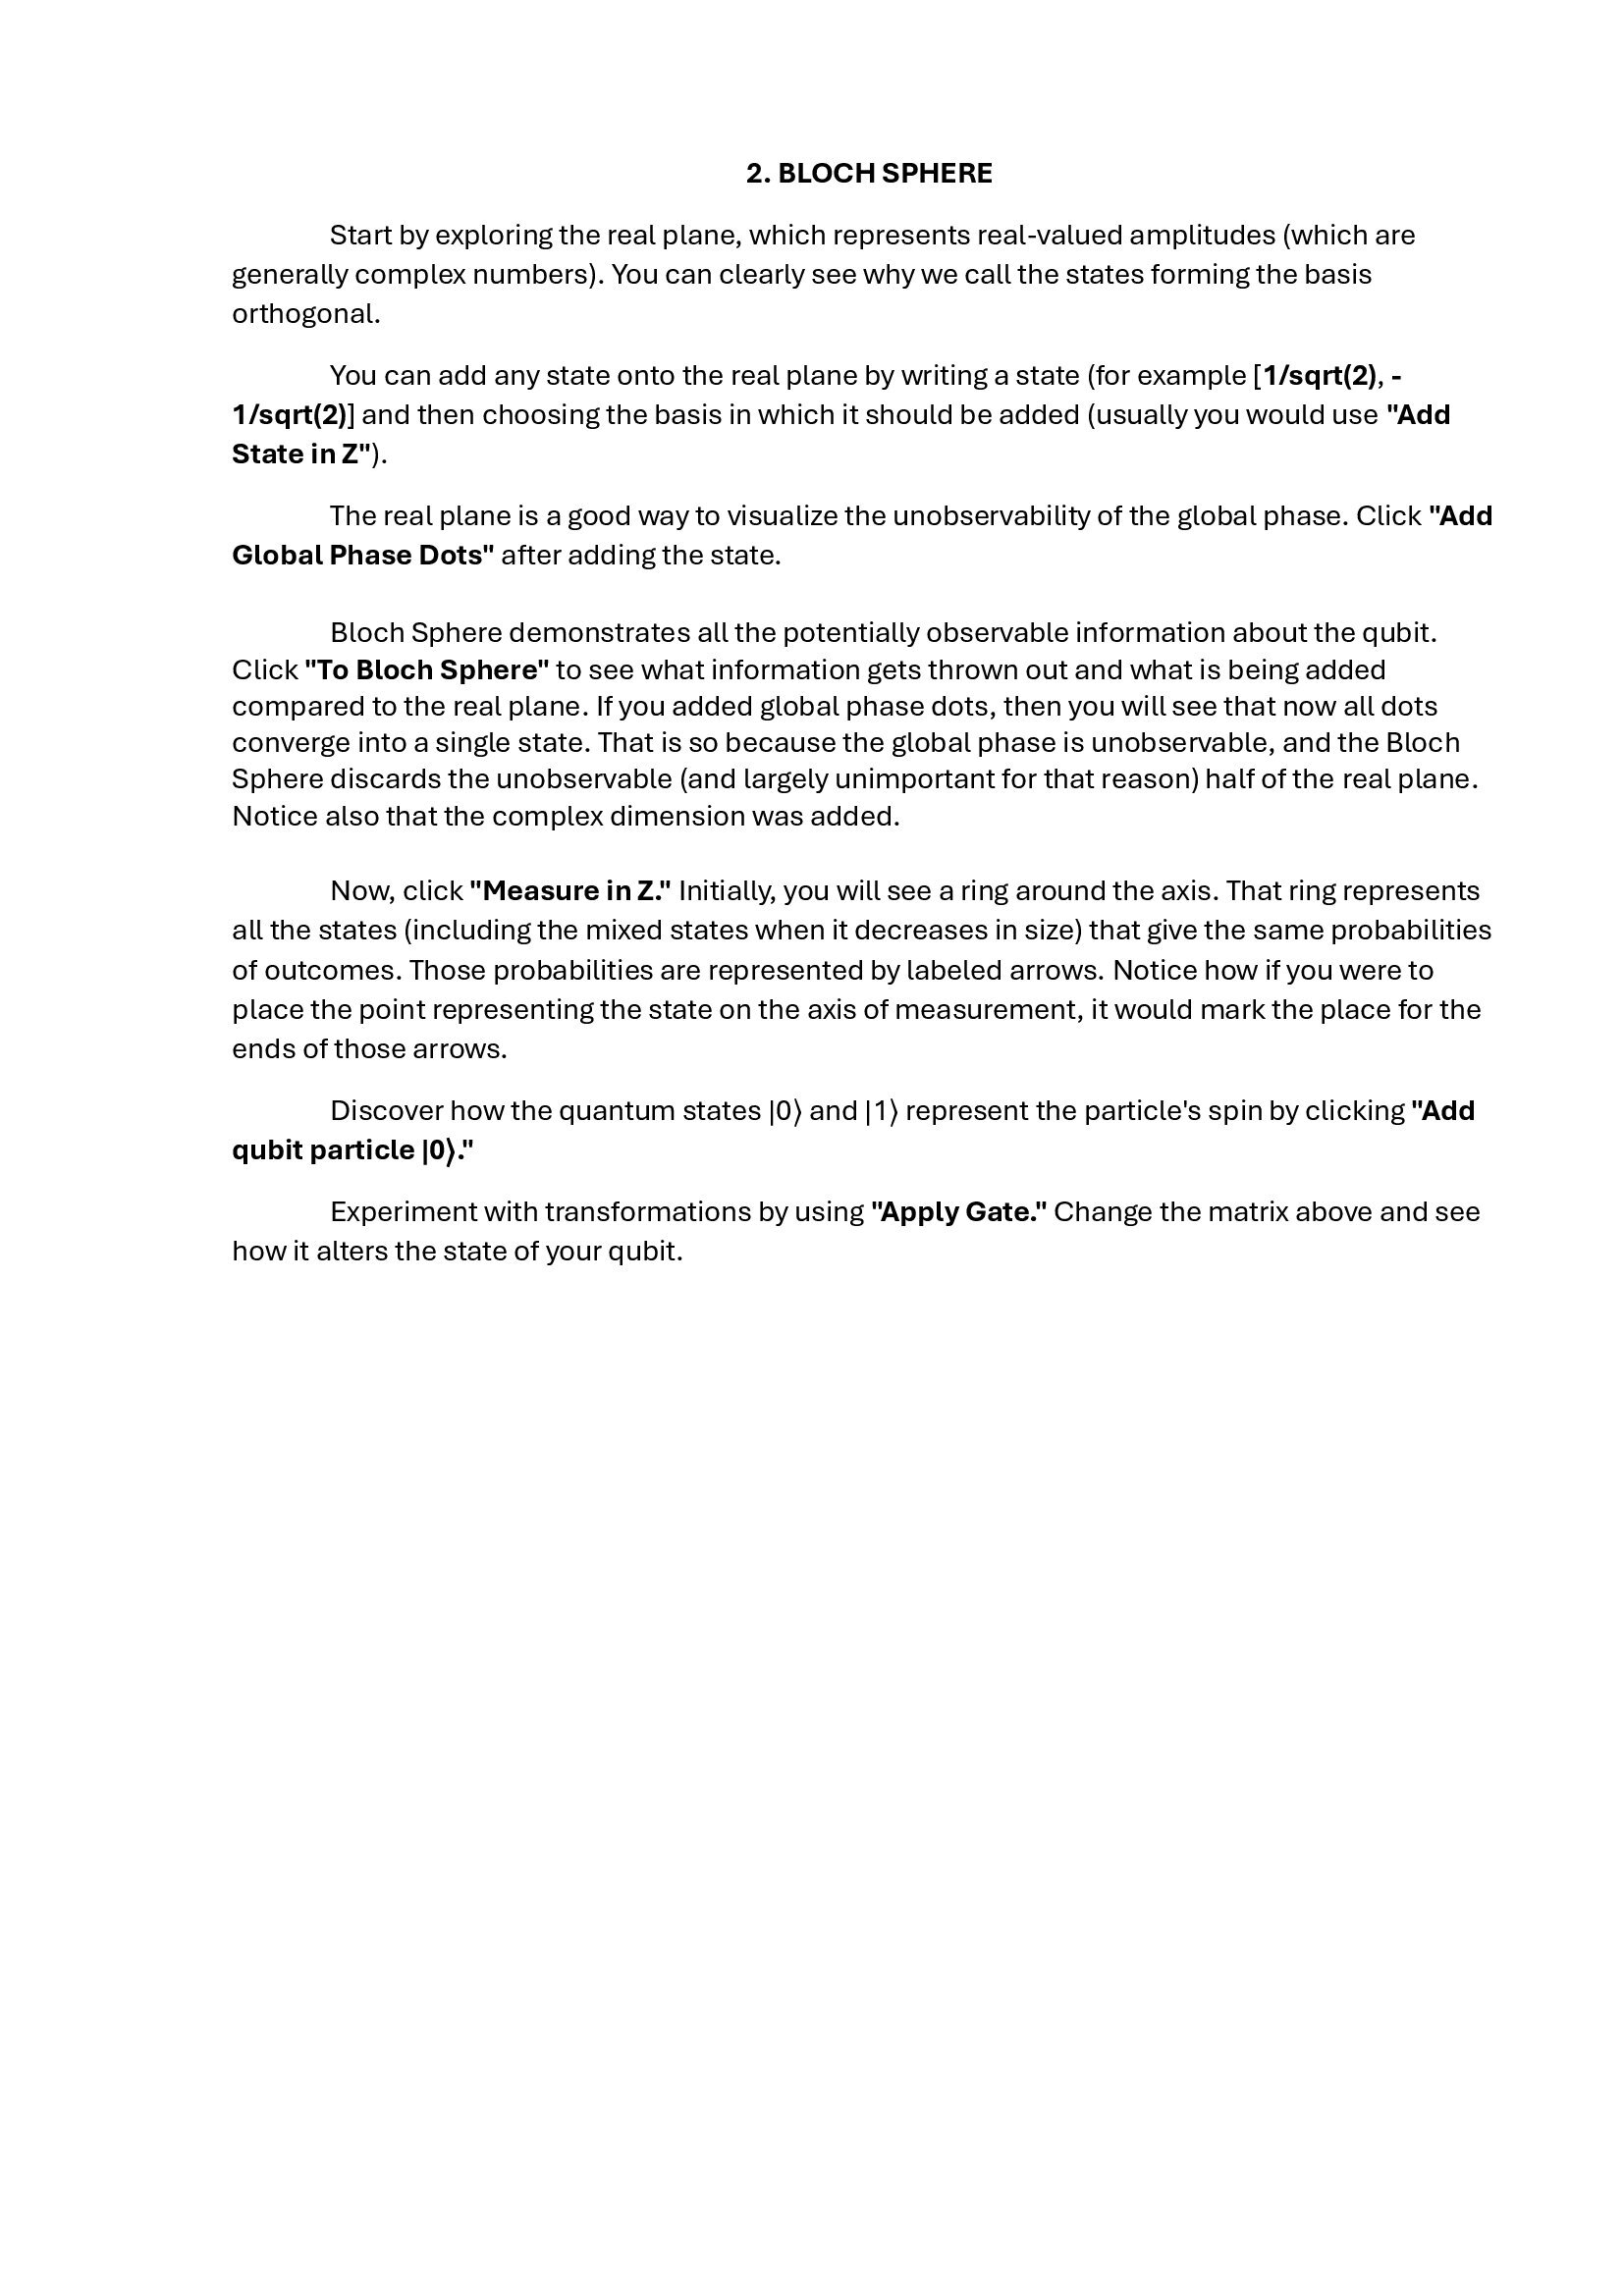 2. BLOCH SPHERE
Start by exploring the real plane, which represents real-valued amplitudes (which are
generally complex numbers). You can clearly see why we call the states forming the basis
orthogonal.
You can add any state onto the real plane by writing a state (for example [1/sqrt(2), -
1/sqrt(2)] and then choosing the basis in which it should be added (usually you would use "Add
State in Z").
The real plane is a good way to visualize the unobservability of the global phase. Click "Add
Global Phase Dots" after adding the state.
Bloch Sphere demonstrates all the potentially observable information about the qubit.
Click "To Bloch Sphere" to see what information gets thrown out and what is being added
compared to the real plane. If you added global phase dots, then you will see that now all dots
converge into a single state. That is so because the global phase is unobservable, and the Bloch
Sphere discards the unobservable (and largely unimportant for that reason) half of the real plane.
Notice also that the complex dimension was added.
Now, click "Measure in Z." Initially, you will see a ring around the axis. That ring represents
all the states (including the mixed states when it decreases in size) that give the same probabilities
of outcomes. Those probabilities are represented by labeled arrows. Notice how if you were to
place the point representing the state on the axis of measurement, it would mark the place for the
ends of those arrows.
Discover how the quantum states |0⟩ and |1⟩ represent the particle's spin by clicking "Add
qubit particle |0⟩."
Experiment with transformations by using "Apply Gate." Change the matrix above and see
how it alters the state of your qubit.